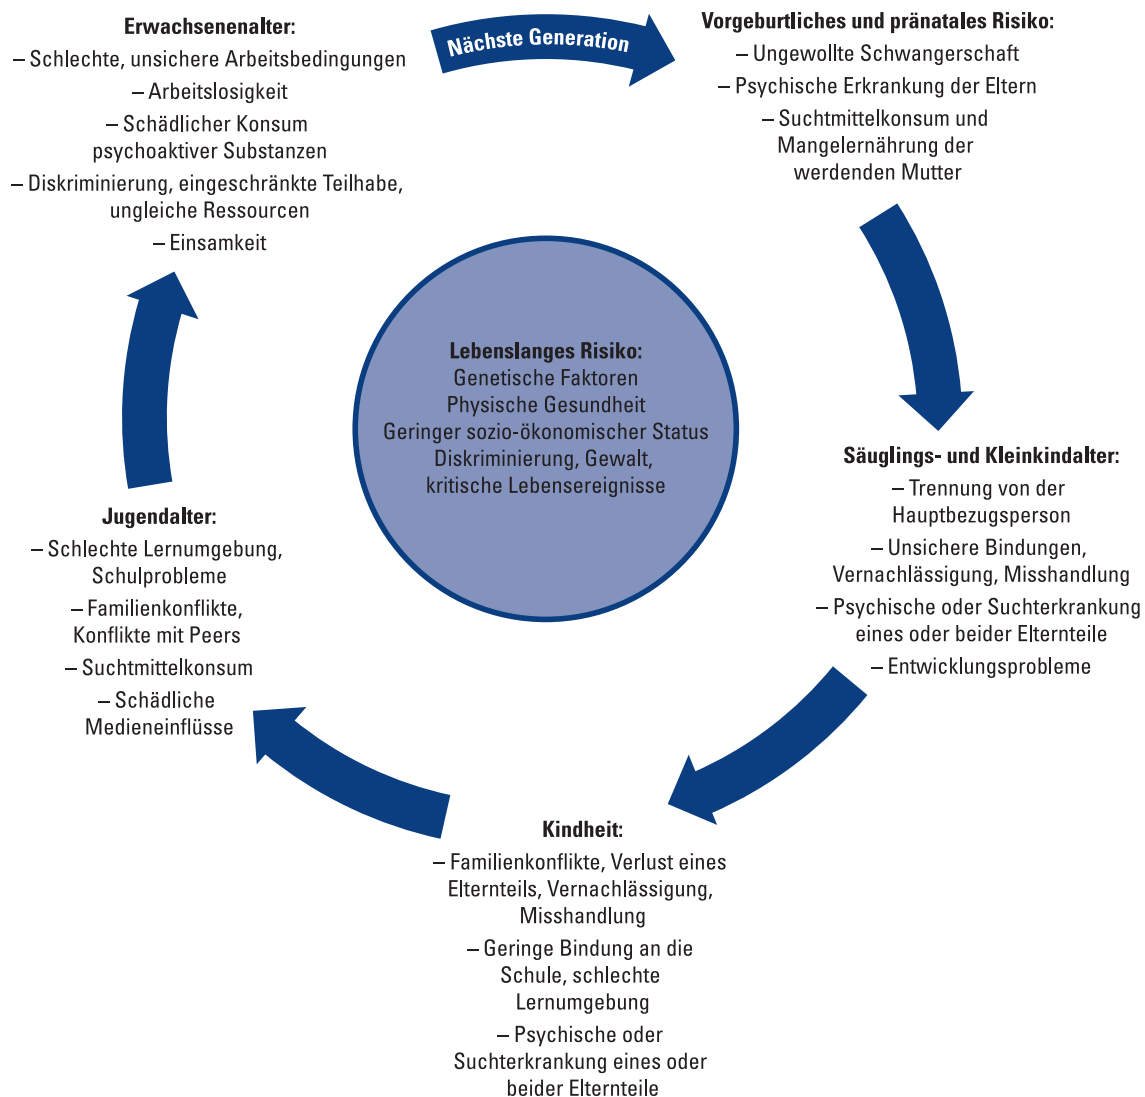 Erwachsenenalter:
– Schlechte, unsichere Arbeitsbedingungen
– Arbeitslosigkeit
– Schädlicher Konsum
psychoaktiver Substanzen
– Diskriminierung, eingeschränkte Teilhabe,
ungleiche Ressourcen
– Einsamkeit
Nächste Generation
Vorgeburtliches und pränatales Risiko:
– Ungewollte Schwangerschaft
– Psychische Erkrankung der Eltern
– Suchtmittelkonsum und
Mangelernährung der
werdenden Mutter
Lebenslanges Risiko:
Genetische Faktoren
Physische Gesundheit
Geringer sozio-ökonomischer Status
Diskriminierung, Gewalt,
kritische Lebensereignisse
Säuglings- und Kleinkindalter:
– Trennung von der
Hauptbezugsperson
– Unsichere Bindungen,
Vernachlässigung, Misshandlung
– Psychische oder Suchterkrankung
eines oder beider Elternteile
– Entwicklungsprobleme
Jugendalter:
– Schlechte Lernumgebung,
Schulprobleme
– Familienkonflikte,
Konflikte mit Peers
– Suchtmittelkonsum
– Schädliche
Medieneinflüsse
Kindheit:
– Familienkonflikte, Verlust eines
Elternteils, Vernachlässigung,
Misshandlung
– Geringe Bindung an die
Schule, schlechte
Lernumgebung
– Psychische oder
Suchterkrankung eines oder
beider Elternteile